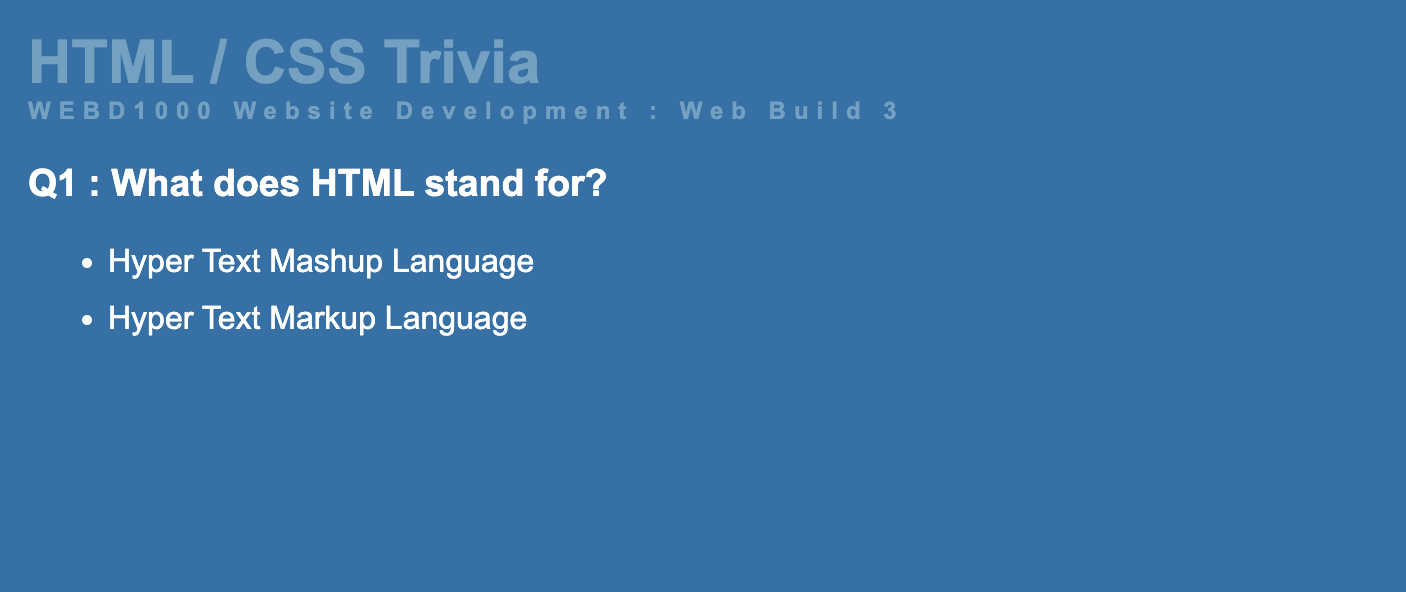 HTML / CSS Trivia
WEBD1000 Website Development : Web Build 3
Q1 : What does HTML stand for?
• Hyper Text Mashup Language
• Hyper Text Markup Language